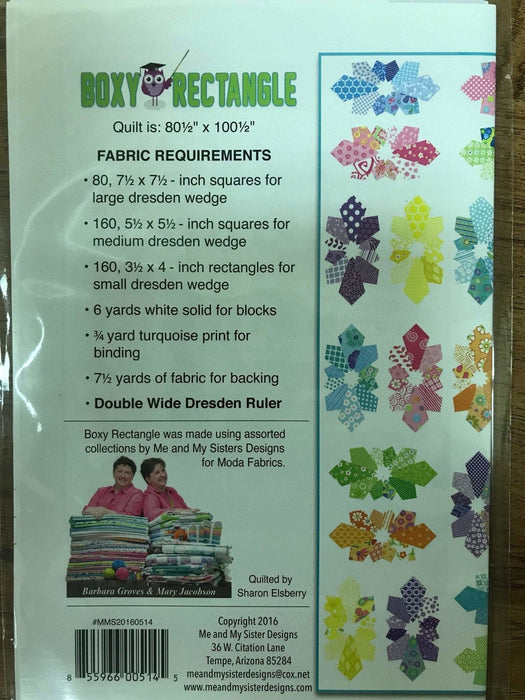 BOXY RECTANGLE
Quilt is: 80½" x 100½"
FABRIC REQUIREMENTS
• 80, 7½ x 7½ - inch squares for
large dresden wedge
• 160, 5½ x 5½ - inch squares for
medium dresden wedge
• 160, 3½ x 4 - inch rectangles for
small dresden wedge
• 6 yards white solid for blocks
• ¾ yard turquoise print for
binding
• 7½ yards of fabric for backing
• Double Wide Dresden Ruler
Boxy Rectangle was made using assorted
collections by Me and My Sisters Designs
for Moda Fabrics.
Barbara Groves & Mary Jacobson
Quilted by
Sharon Elsberry
#MMS20160514
8 55966 00514 5
Copyright 2016
Me and My Sister Designs
36 W. Citation Lane
Tempe, Arizona 85284
meandmysisterdesigns@cox.net
www.meandmysisterdesigns.com